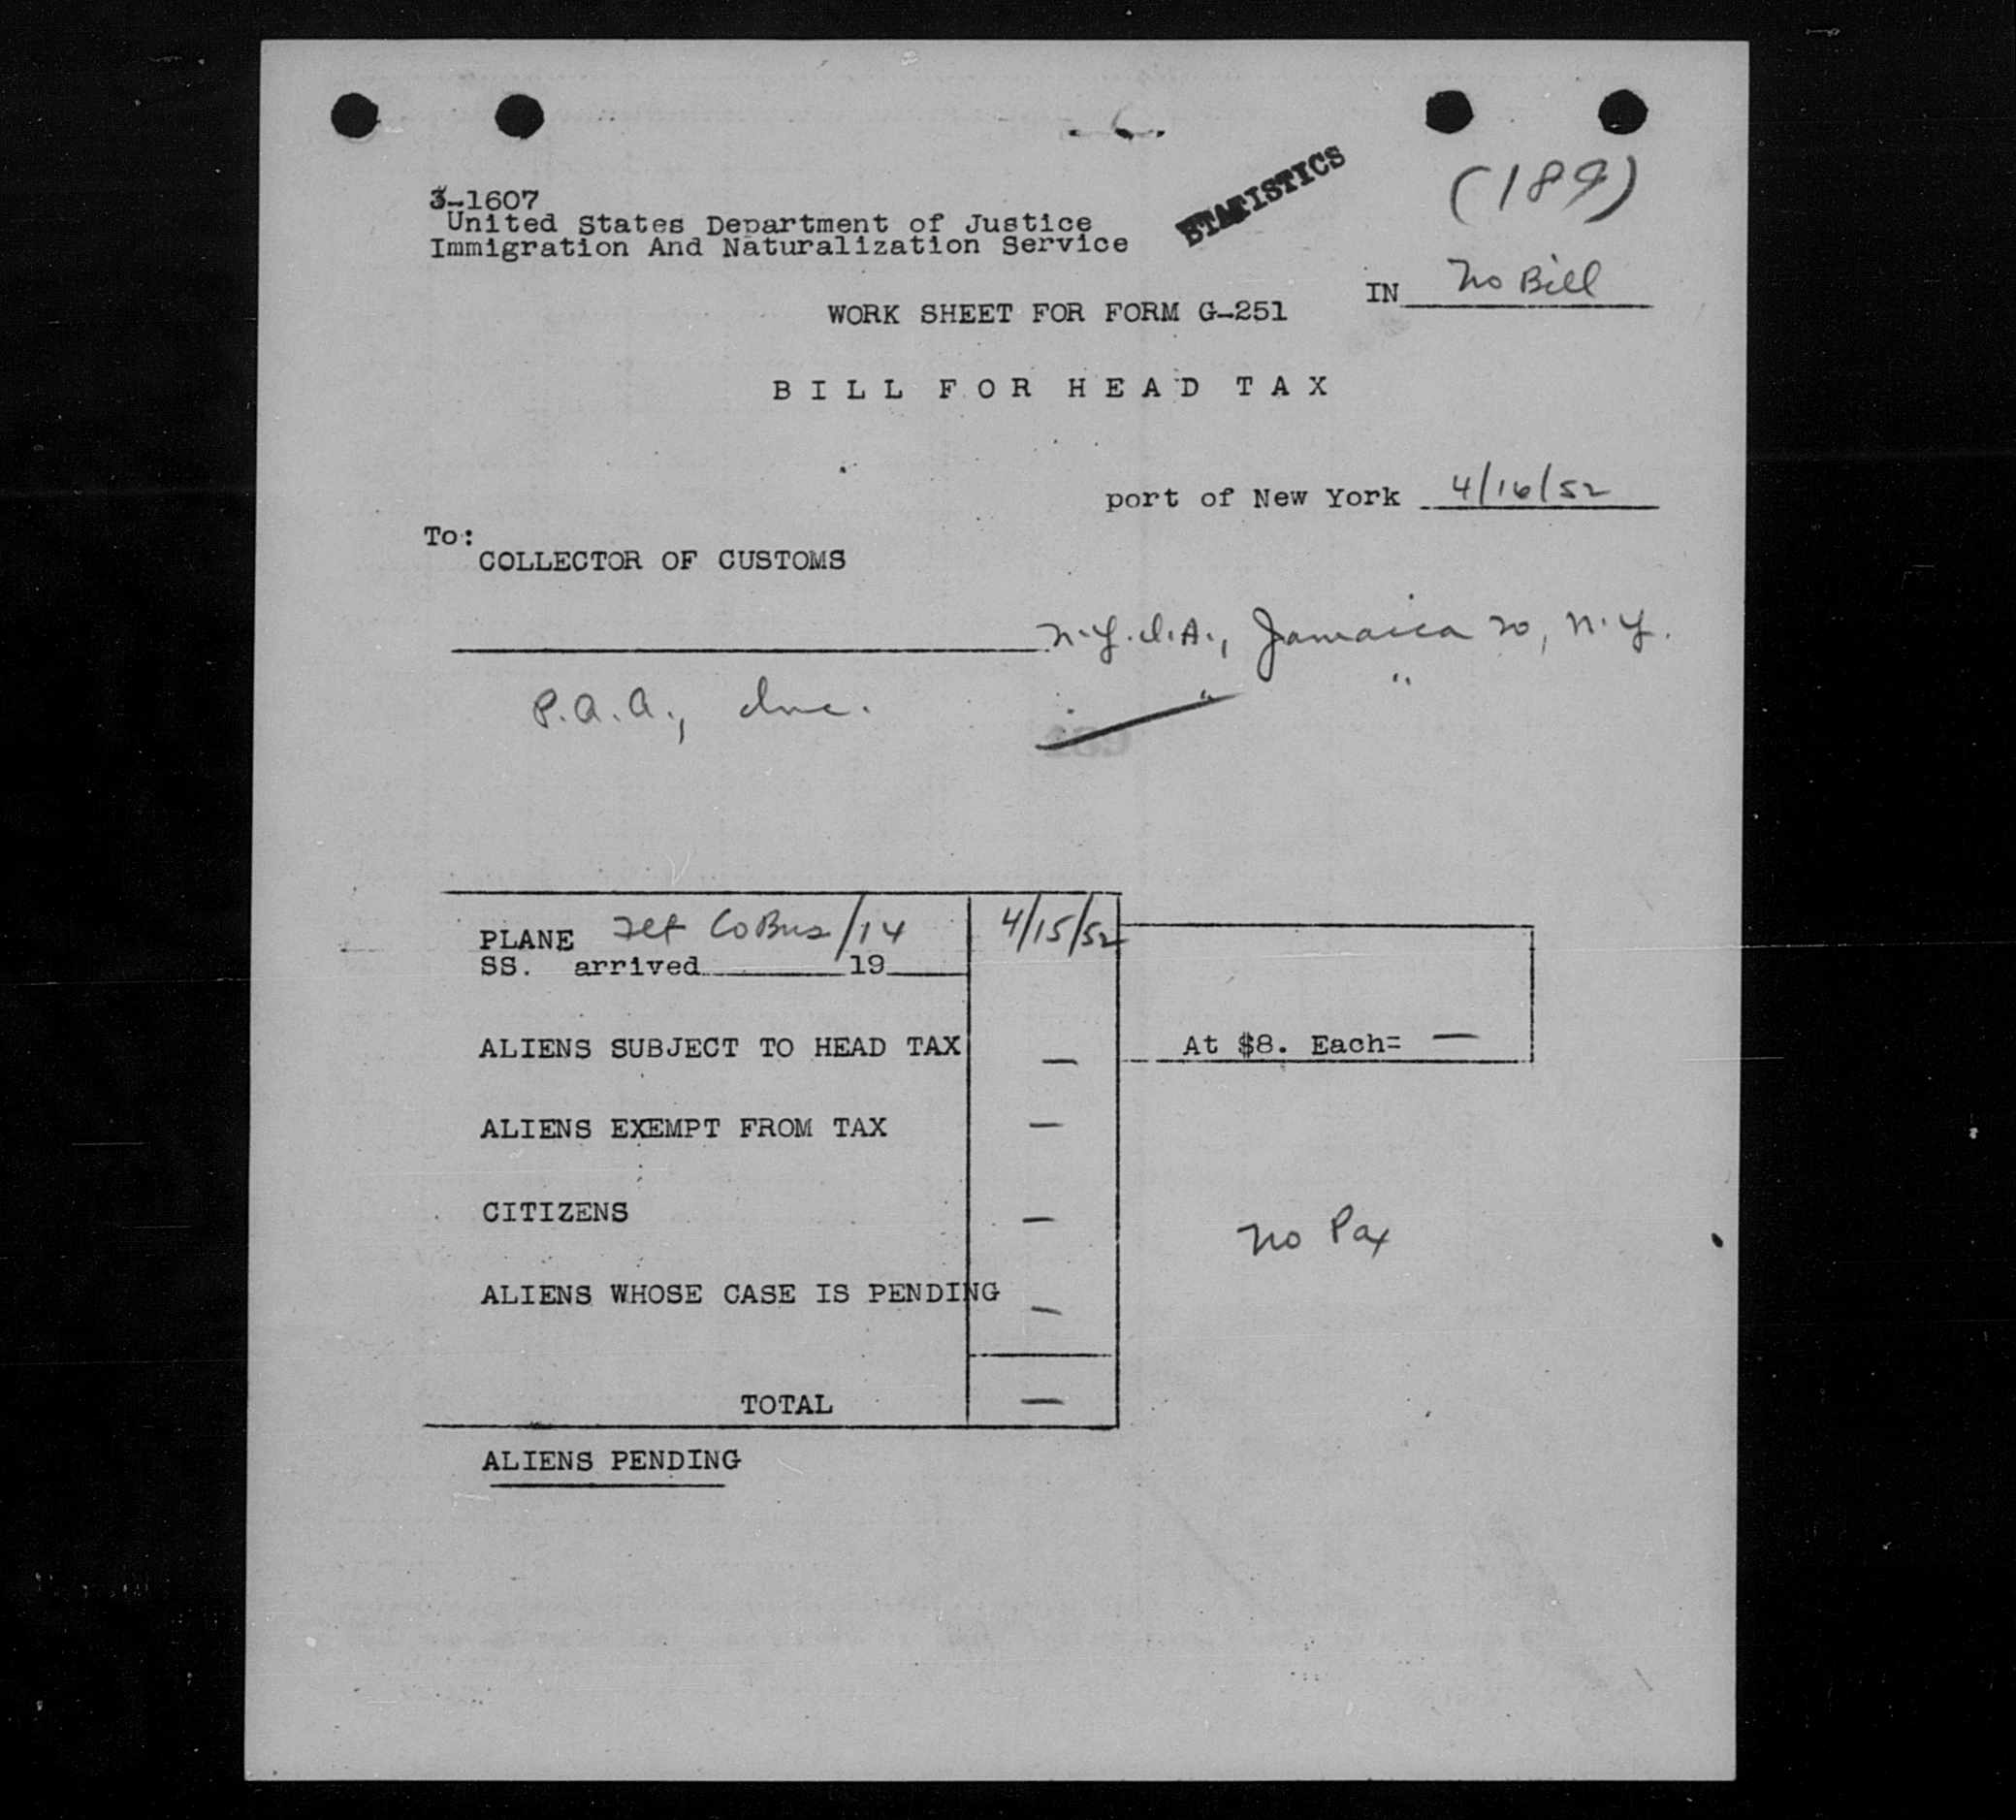 (189)
STATISTICS
3-1607
United States Department of Justice
Immigration And Naturalization Service
IN No Bill
WORK SHEET FOR FORM G-251
BILL FOR HEAD TAX
port of New York 4/16/52
To:
COLLECTOR OF CUSTOMS
N.Y.I.A., Jamaica 20, N.Y.
P.A.A., Inc. " "
PLANE Flt CoBus/14 4/15/52
SS. arrived 19
ALIENS SUBJECT TO HEAD TAX — At $8. Each= —
ALIENS EXEMPT FROM TAX —
CITIZENS —
No Pax
ALIENS WHOSE CASE IS PENDING —
TOTAL —
ALIENS PENDING